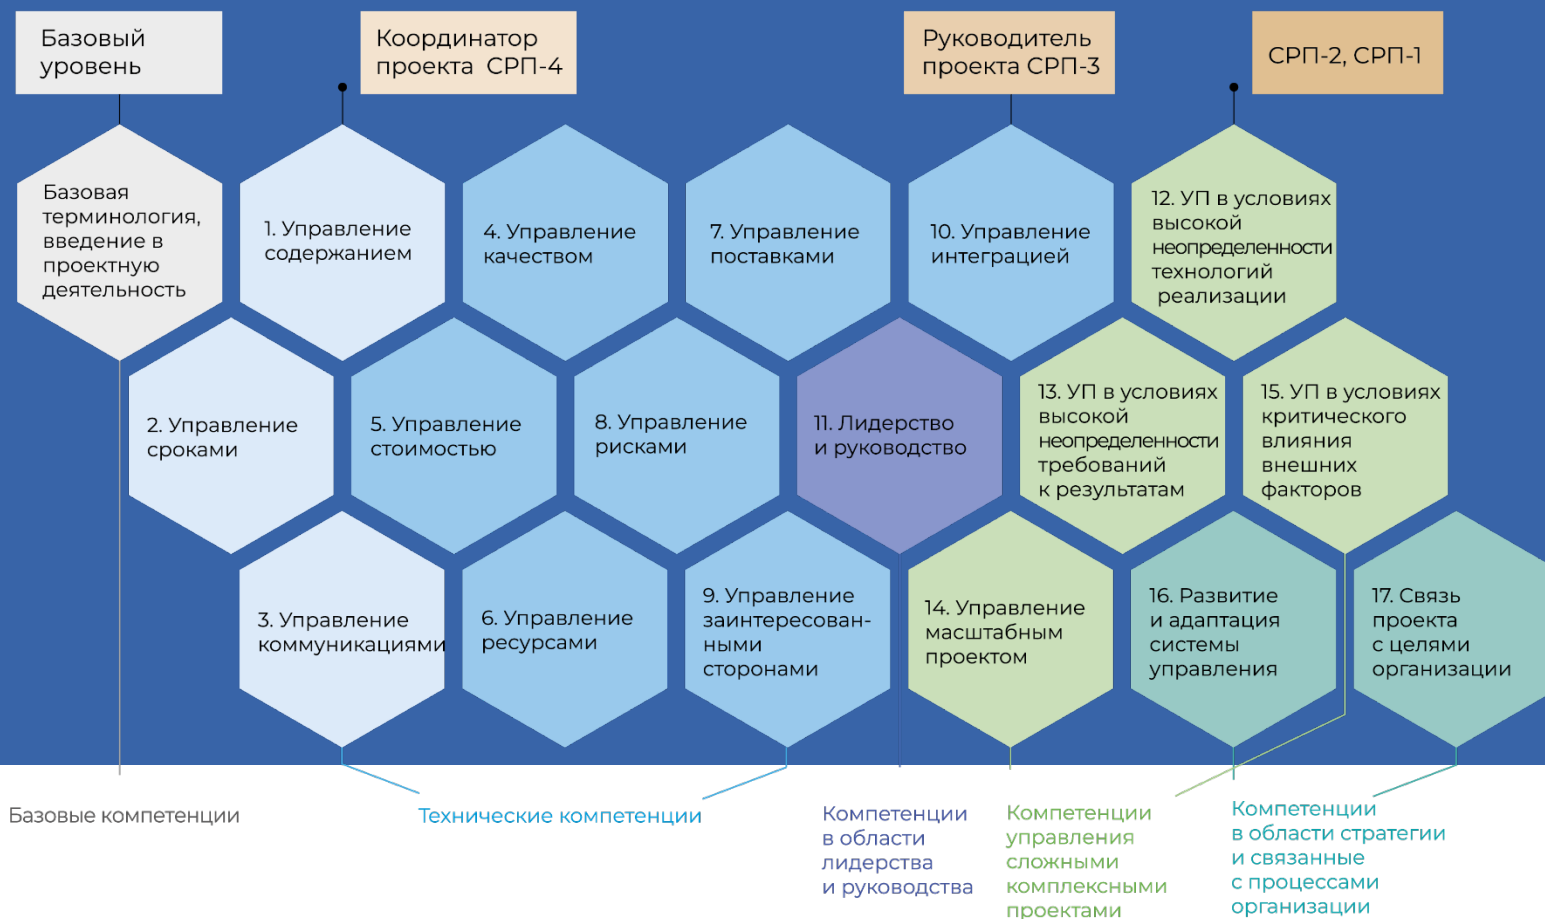 Базовый
уровень
Координатор
проекта СРП-4
Руководитель
проекта СРП-3
СРП-2, СРП-1
Базовая
терминология,
введение в
проектную
деятельность
1. Управление
содержанием
4. Управление
качеством
7. Управление
поставками
10. Управление
интеграцией
12. УП в условиях
высокой
неопределенности
технологий
реализации
2. Управление
сроками
5. Управление
стоимостью
8. Управление
рисками
11. Лидерство
и руководство
13. УП в условиях
высокой
неопределенности
требований
к результатам
15. УП в условиях
критического
влияния
внешних
факторов
3. Управление
коммуникациями
6. Управление
ресурсами
9. Управление
заинтересован-
ными
сторонами
14. Управление
масштабным
проектом
16. Развитие
и адаптация
системы
управления
17. Связь
проекта
с целями
организации
Базовые компетенции
Технические компетенции
Компетенции
в области
лидерства
и руководства
Компетенции
управления
сложными
комплексными
проектами
Компетенции
в области стратегии
и связанные
с процессами
организации